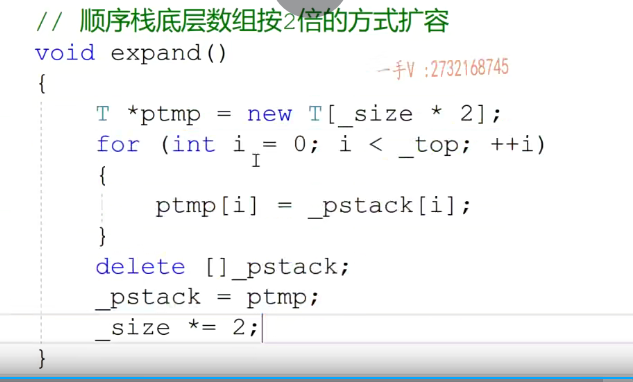 // 顺序栈底层数组按2倍的方式扩容
void expand()
一手V :2732168745
{
T *ptmp = new T[_size * 2];
for (int i = 0; i < _top; ++i)
{
ptmp[i] = _pstack[i];
}
delete []_pstack;
_pstack = ptmp;
_size *= 2;
}